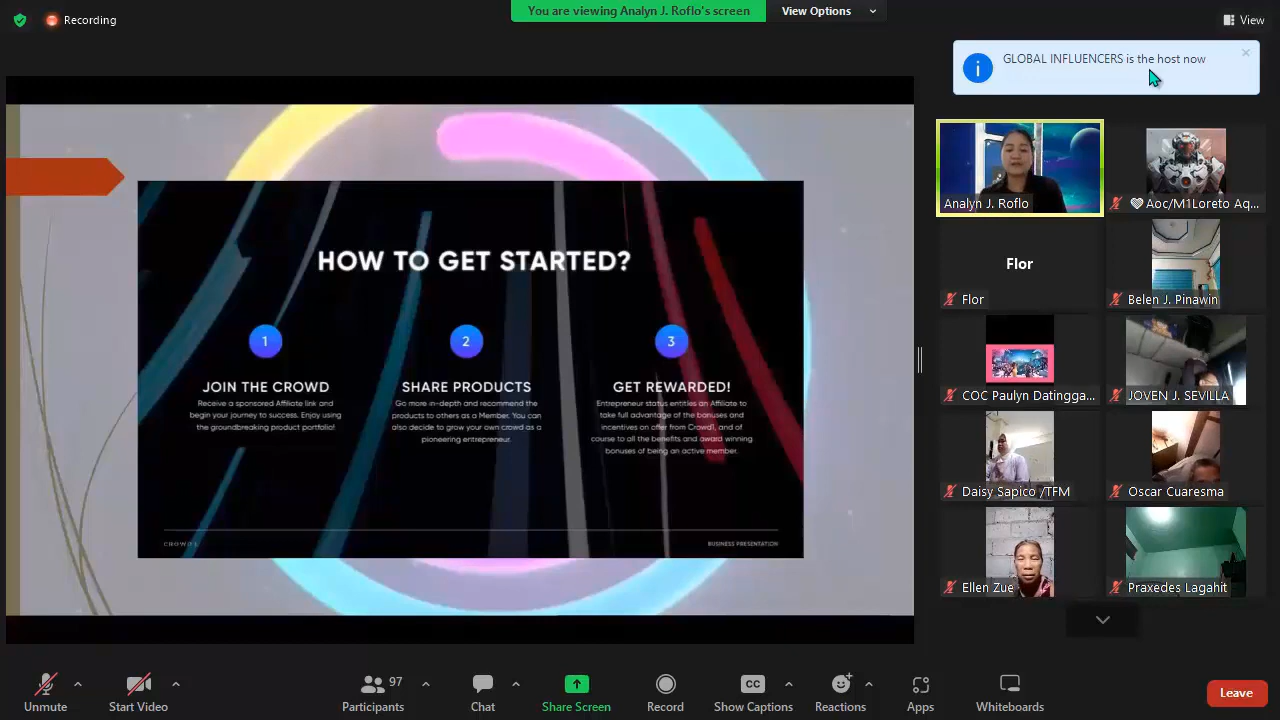 Recording
You are viewing Analyn J. Roflo's screen
View Options
View
GLOBAL INFLUENCERS is the host now
HOW TO GET STARTED?
1
JOIN THE CROWD
Receive a sponsored Affiliate link and
begin your journey to success. Enjoy using
the groundbreaking product portfolio!
2
SHARE PRODUCTS
Go more in-depth and recommend the
products to others as a Member. You can
also decide to grow your own crowd as a
pioneering entrepreneur.
3
GET REWARDED!
Entrepreneur status entitles an Affiliate to
take full advantage of the bonuses and
incentives on offer from Crowd1, and of
course to all the benefits and award winning
bonuses of being an active member.
CROWD1
BUSINESS PRESENTATION
Analyn J. Roflo
Aoc/M1Loreto Aq...
Flor
Flor
Belen J. Pinawin
COC Paulyn Datingga...
JOVEN J. SEVILLA
Daisy Sapico /TFM
Oscar Cuaresma
Ellen Zue
Praxedes Lagahit
Unmute
Start Video
97
Participants
Chat
Share Screen
Record
CC
Show Captions
Reactions
Apps
Whiteboards
Leave